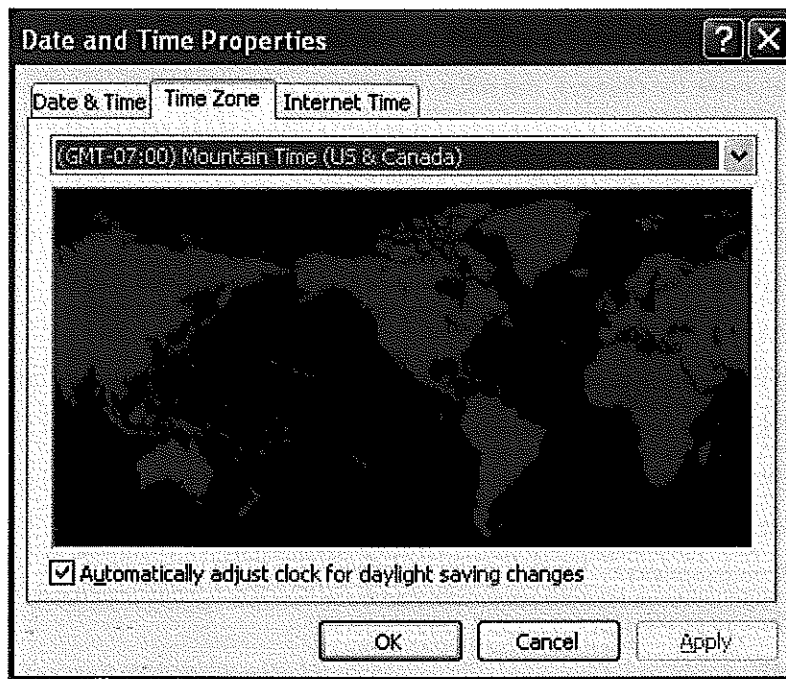 Date and Time Properties
Date & Time Time Zone Internet Time
(GMT-07:00) Mountain Time (US & Canada)
Automatically adjust clock for daylight saving changes
OK Cancel Apply